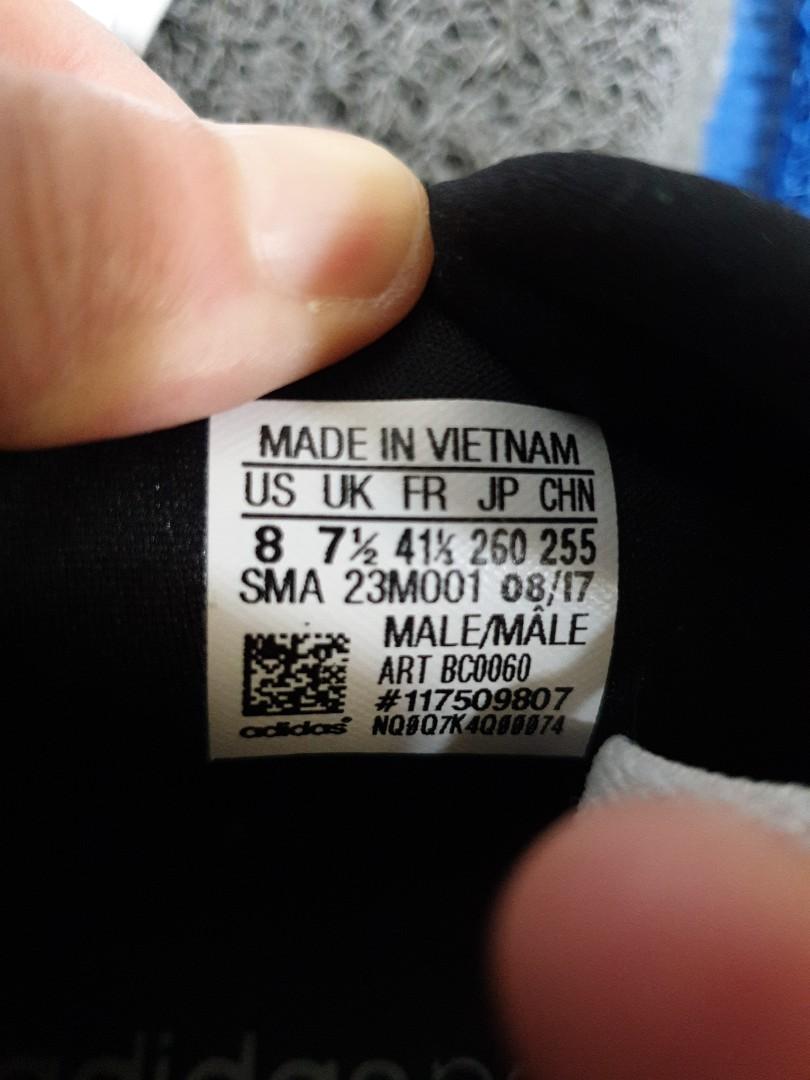 MADE IN VIETNAM
US UK FR JP CHN
8 7½ 41⅓ 260 255
SMA 23M001 08/17
MALE/MÂLE
ART BC0060
#117509807
adidas® NQ0Q7K4Q00074